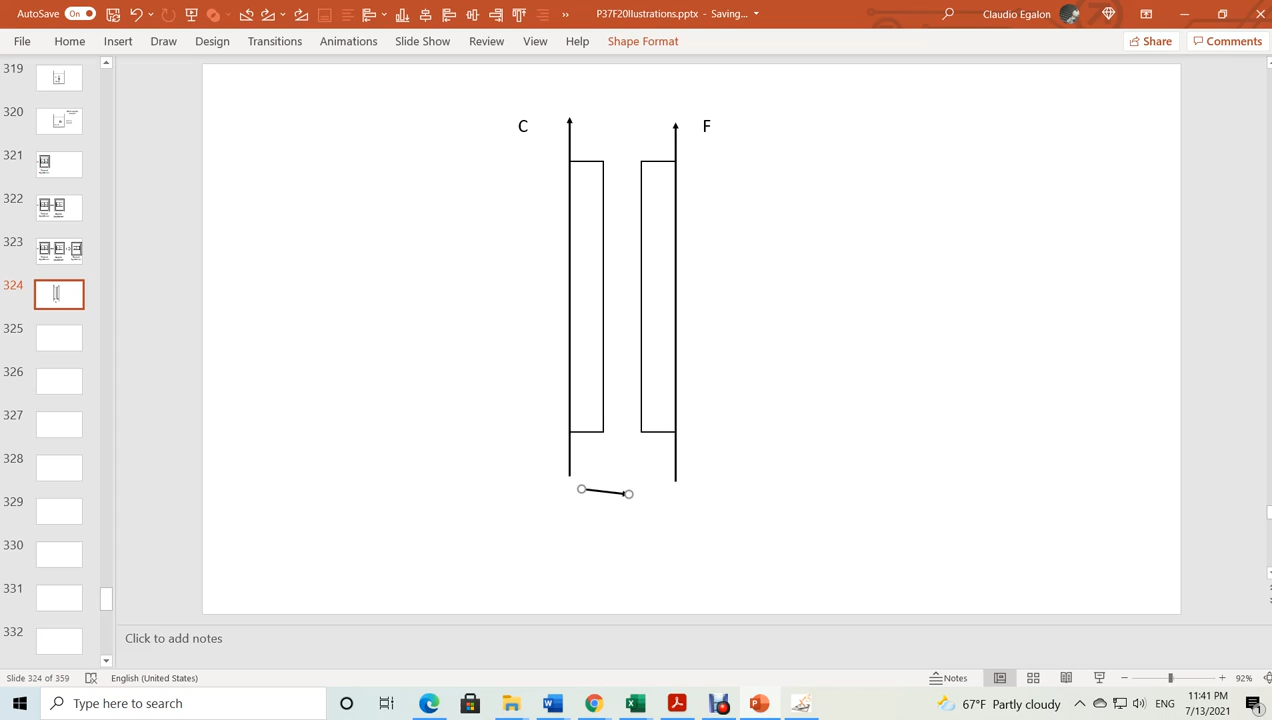 AutoSave On P37F20Ilustrations.pptx - Saving... Claudio Egalon
File Home Insert Draw Design Transitions Animations Slide Show Review View Help Shape Format Share Comments
319
320
321
322
323
324
325
326
327
328
329
330
331
332
C F
Click to add notes
Slide 324 of 359 English (United States) Notes 92%
Type here to search 67°F Partly cloudy ENG 11:41 PM
7/13/2021 1